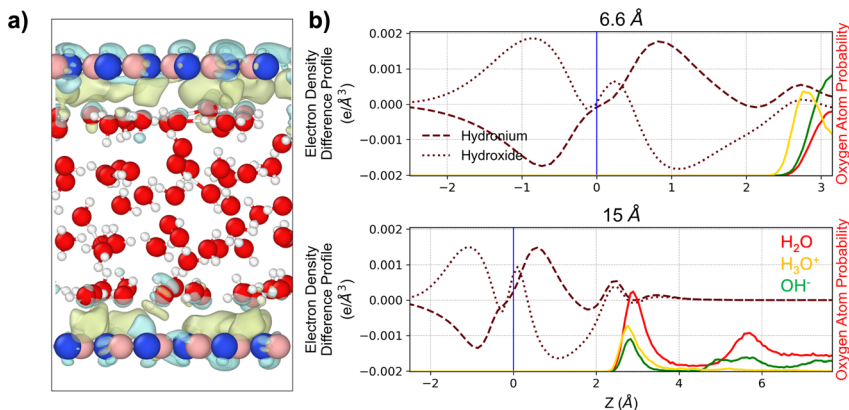 a)
b)
6.6 Å
Electron Density
Difference Profile
(e/Å^3)
0.002
0.001
0.000
−0.001
−0.002
Hydronium
Hydroxide
−2
−1
0
1
2
3
Oxygen Atom Probability
15 Å
Electron Density
Difference Profile
(e/Å^3)
0.002
0.001
0.000
−0.001
−0.002
H₂O
H₃O⁺
OH⁻
−2
0
2
4
6
Z (Å)
Oxygen Atom Probability